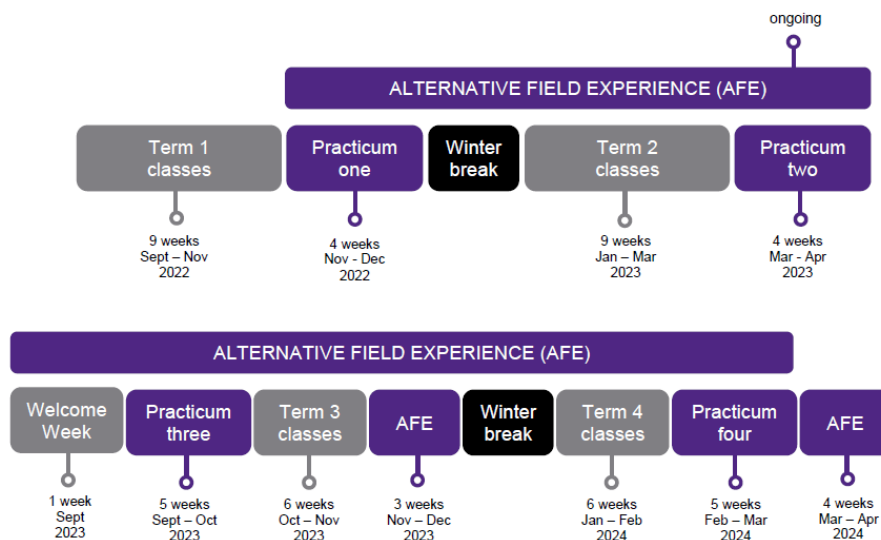 ongoing
ALTERNATIVE FIELD EXPERIENCE (AFE)
Term 1
classes
Practicum
one
Winter
break
Term 2
classes
Practicum
two
9 weeks
Sept – Nov
2022
4 weeks
Nov - Dec
2022
9 weeks
Jan – Mar
2023
4 weeks
Mar - Apr
2023
ALTERNATIVE FIELD EXPERIENCE (AFE)
Welcome
Week
Practicum
three
Term 3
classes
AFE
Winter
break
Term 4
classes
Practicum
four
AFE
1 week
Sept
2023
5 weeks
Sept – Oct
2023
6 weeks
Oct – Nov
2023
3 weeks
Nov – Dec
2023
6 weeks
Jan – Feb
2024
5 weeks
Feb – Mar
2024
4 weeks
Mar – Apr
2024